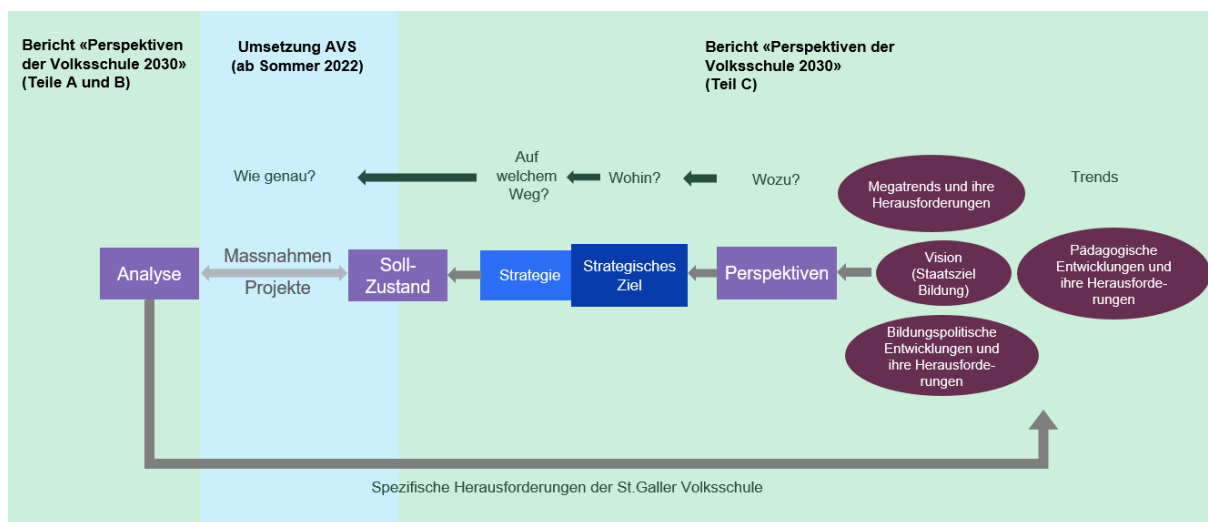 Bericht «Perspektiven
der Volksschule 2030»
(Teile A und B)
Umsetzung AVS
(ab Sommer 2022)
Bericht «Perspektiven der
Volksschule 2030»
(Teil C)
Wie genau?
Auf
welchem
Weg?
Wohin?
Wozu?
Megatrends und ihre
Herausforderungen
Trends
Analyse
Massnahmen
Projekte
Soll-
Zustand
Strategie
Strategisches
Ziel
Perspektiven
Vision
(Staatsziel
Bildung)
Pädagogische
Entwicklungen und
ihre Herausforde-
rungen
Bildungspolitische
Entwicklungen und
ihre Herausforde-
rungen
Spezifische Herausforderungen der St.Galler Volksschule